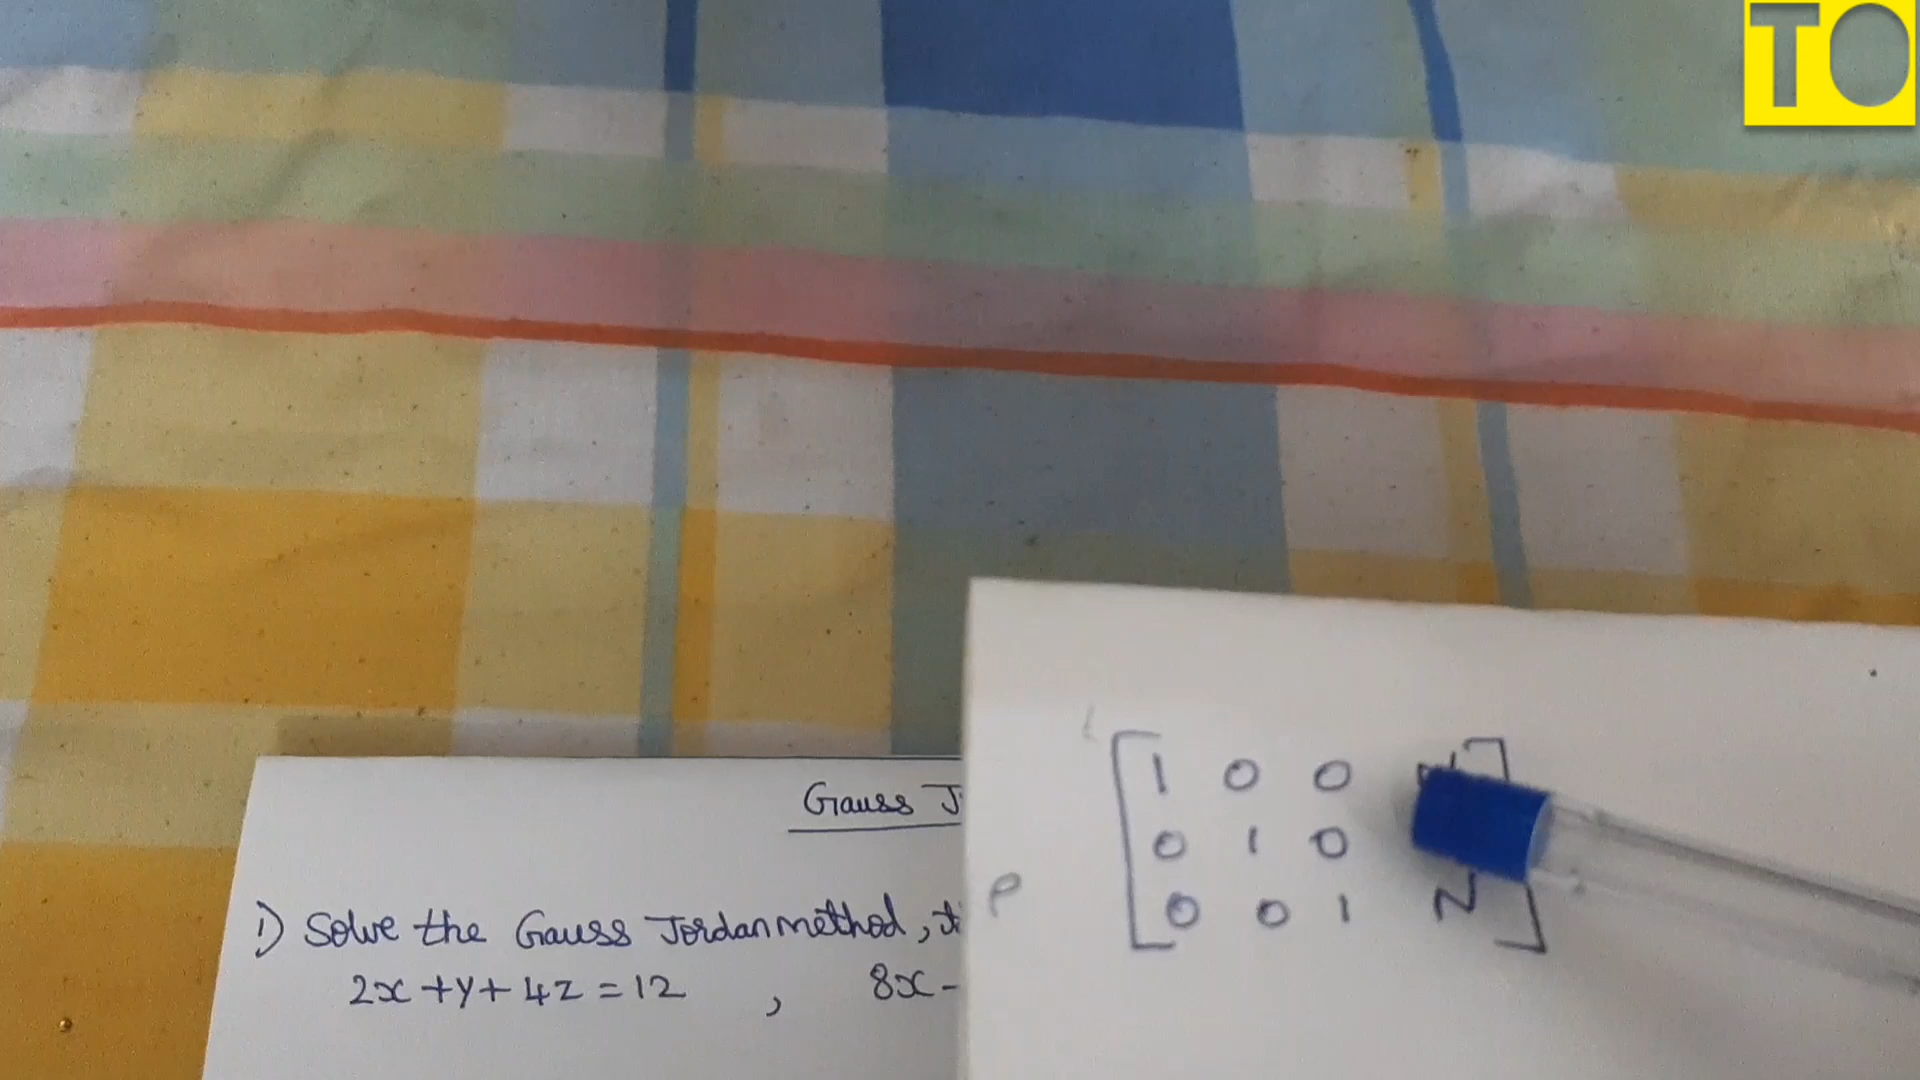 TO
Gauss J
1) Solve the Gauss Jordan method,
2x + y + 4z = 12 , 8x -
1 0 0
0 1 0
0 0 1 N